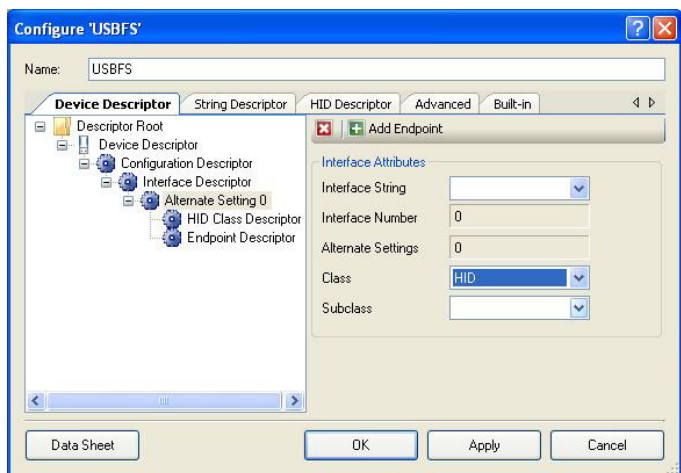 Configure 'USBFS'
Name: USBFS
Device Descriptor String Descriptor HID Descriptor Advanced Built-in
Descriptor Root
Device Descriptor
Configuration Descriptor
Interface Descriptor
Alternate Setting 0
HID Class Descriptor
Endpoint Descriptor
Add Endpoint
Interface Attributes
Interface String
Interface Number 0
Alternate Settings 0
Class HID
Subclass
Data Sheet OK Apply Cancel